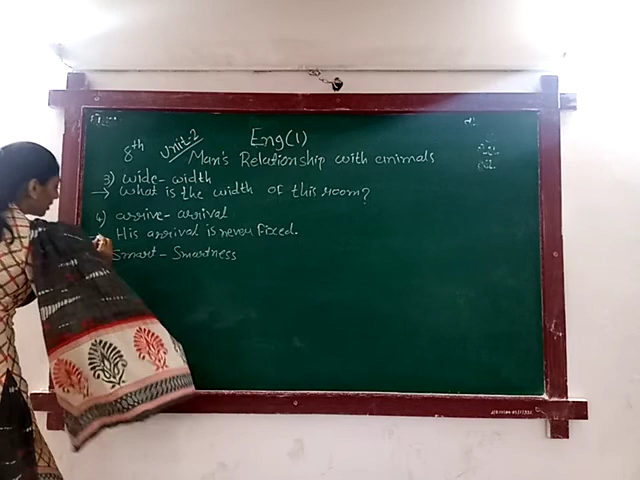 8th Unit-2 Eng(1)
Man's Relationship with animals
3) wide - width
→ What is the width of this room?
4) arrive - arrival
His arrival is never fixed.
Smart - Smartness